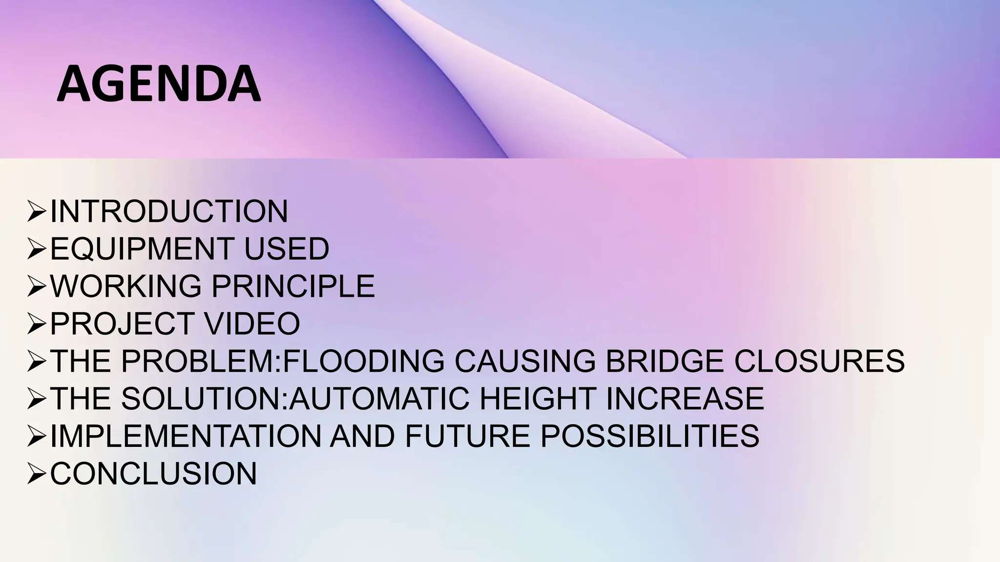 AGENDA
➢INTRODUCTION
➢EQUIPMENT USED
➢WORKING PRINCIPLE
➢PROJECT VIDEO
➢THE PROBLEM:FLOODING CAUSING BRIDGE CLOSURES
➢THE SOLUTION:AUTOMATIC HEIGHT INCREASE
➢IMPLEMENTATION AND FUTURE POSSIBILITIES
➢CONCLUSION